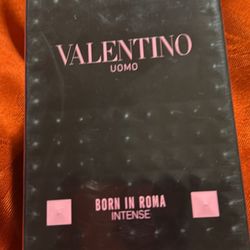 VALENTINO
UOMO
BORN IN ROMA
INTENSE